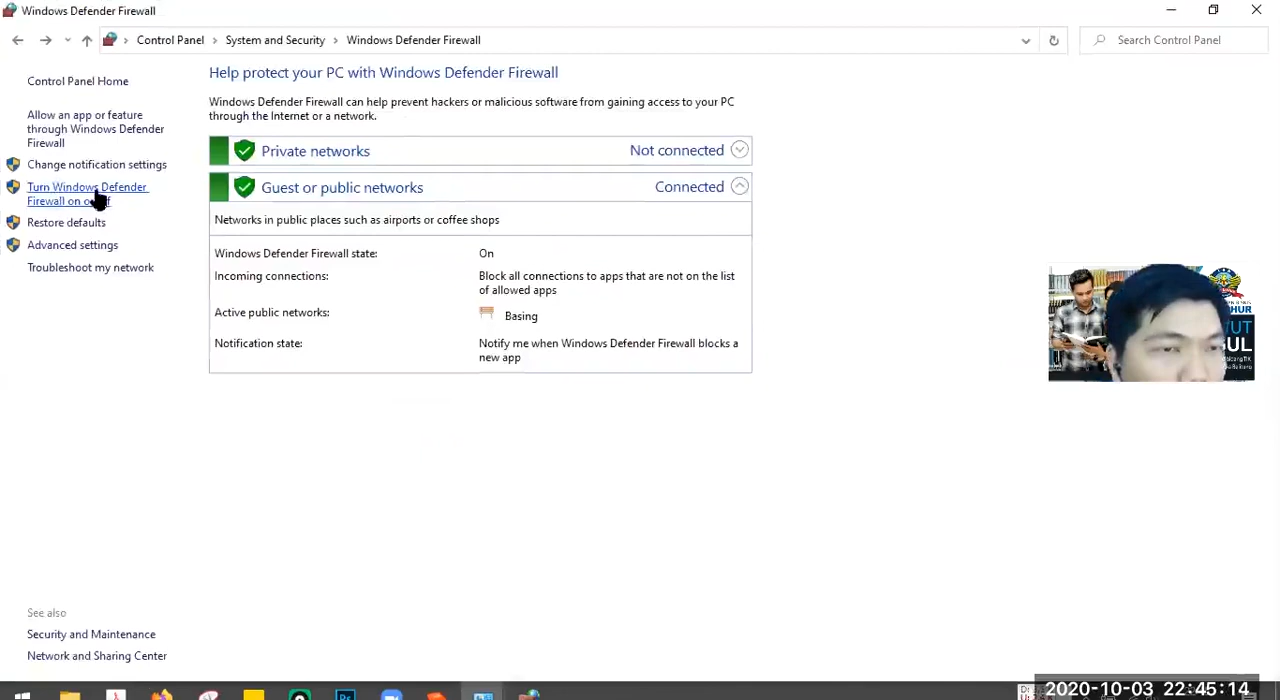 Windows Defender Firewall
Control Panel > System and Security > Windows Defender Firewall
Search Control Panel
Control Panel Home
Allow an app or feature
through Windows Defender
Firewall
Change notification settings
Turn Windows Defender
Firewall on
Restore defaults
Advanced settings
Troubleshoot my network
Help protect your PC with Windows Defender Firewall
Windows Defender Firewall can help prevent hackers or malicious software from gaining access to your PC
through the Internet or a network.
Private networks Not connected
Guest or public networks Connected
Networks in public places such as airports or coffee shops
Windows Defender Firewall state: On
Incoming connections: Block all connections to apps that are not on the list
of allowed apps
Active public networks: Basing
Notification state: Notify me when Windows Defender Firewall blocks a
new app
See also
Security and Maintenance
Network and Sharing Center
Ps
2020-10-03 22:45:14